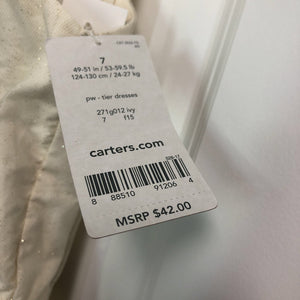 7
49-51 in / 53-59.5 lb
124-130 cm / 24-27 kg
pw - tier dresses
271g012 ivy
7 f15
carters.com
8 88510 91206 4
MSRP $42.00